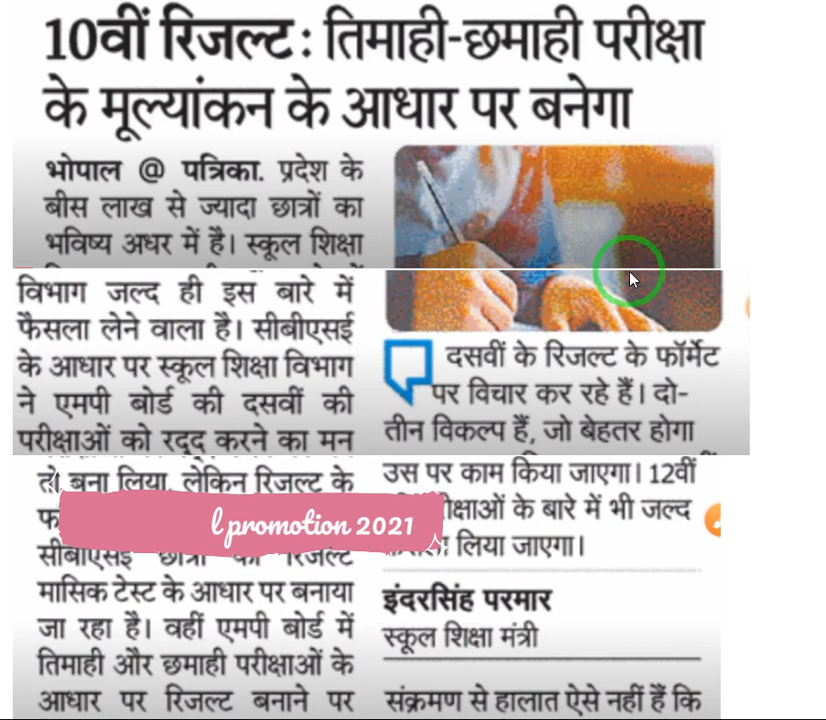 10वीं रिजल्ट: तिमाही-छमाही परीक्षा
के मूल्यांकन के आधार पर बनेगा
भोपाल @ पत्रिका. प्रदेश के
बीस लाख से ज्यादा छात्रों का
भविष्य अधर में है। स्कूल शिक्षा
विभाग जल्द ही इस बारे में
फैसला लेने वाला है। सीबीएसई
के आधार पर स्कूल शिक्षा विभाग
ने एमपी बोर्ड की दसवीं की
परीक्षाओं को रद्द करने का मन
तो बना लिया, लेकिन रिजल्ट के
l promotion 2021
सीबीएसई छात्रों का रिजल्ट
मासिक टेस्ट के आधार पर बनाया
जा रहा है। वहीं एमपी बोर्ड में
तिमाही और छमाही परीक्षाओं के
आधार पर रिजल्ट बनाने पर
दसवीं के रिजल्ट के फॉर्मेट
पर विचार कर रहे हैं। दो-
तीन विकल्प हैं, जो बेहतर होगा
उस पर काम किया जाएगा। 12वीं
के बारे में भी जल्द
लिया जाएगा।
इंदरसिंह परमार
स्कूल शिक्षा मंत्री
संक्रमण से हालात ऐसे नहीं हैं कि